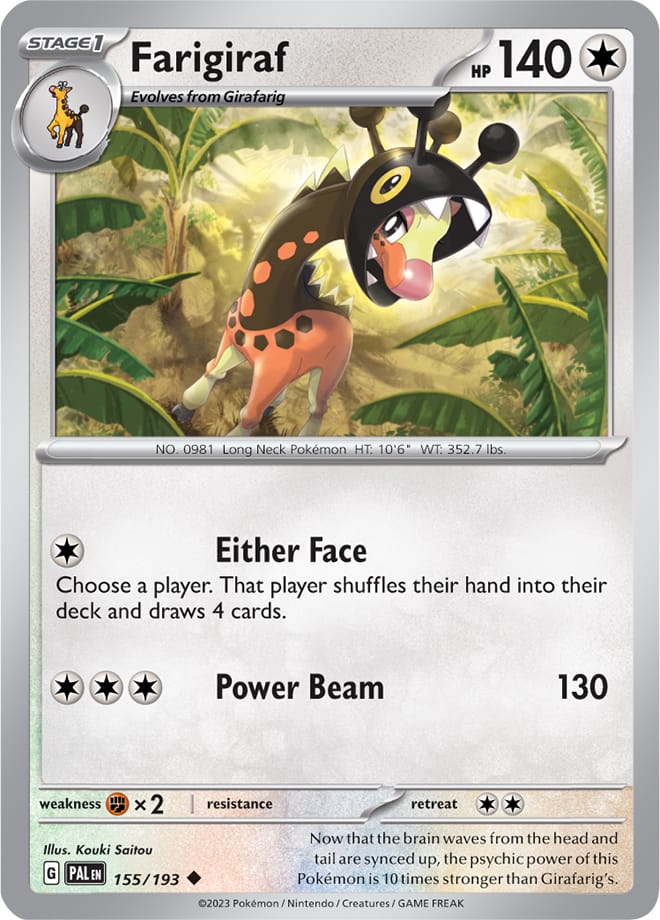 STAGE 1
Farigiraf
HP 140
Evolves from Girafarig
NO. 0981 Long Neck Pokémon HT: 10'6" WT: 352.7 lbs.
Either Face
Choose a player. That player shuffles their hand into their
deck and draws 4 cards.
Power Beam 130
weakness ×2 resistance retreat
Illus. Kouki Saitou
Now that the brain waves from the head and
tail are synced up, the psychic power of this
Pokémon is 10 times stronger than Girafarig's.
G PAL EN 155/193
©2023 Pokémon / Nintendo / Creatures / GAME FREAK